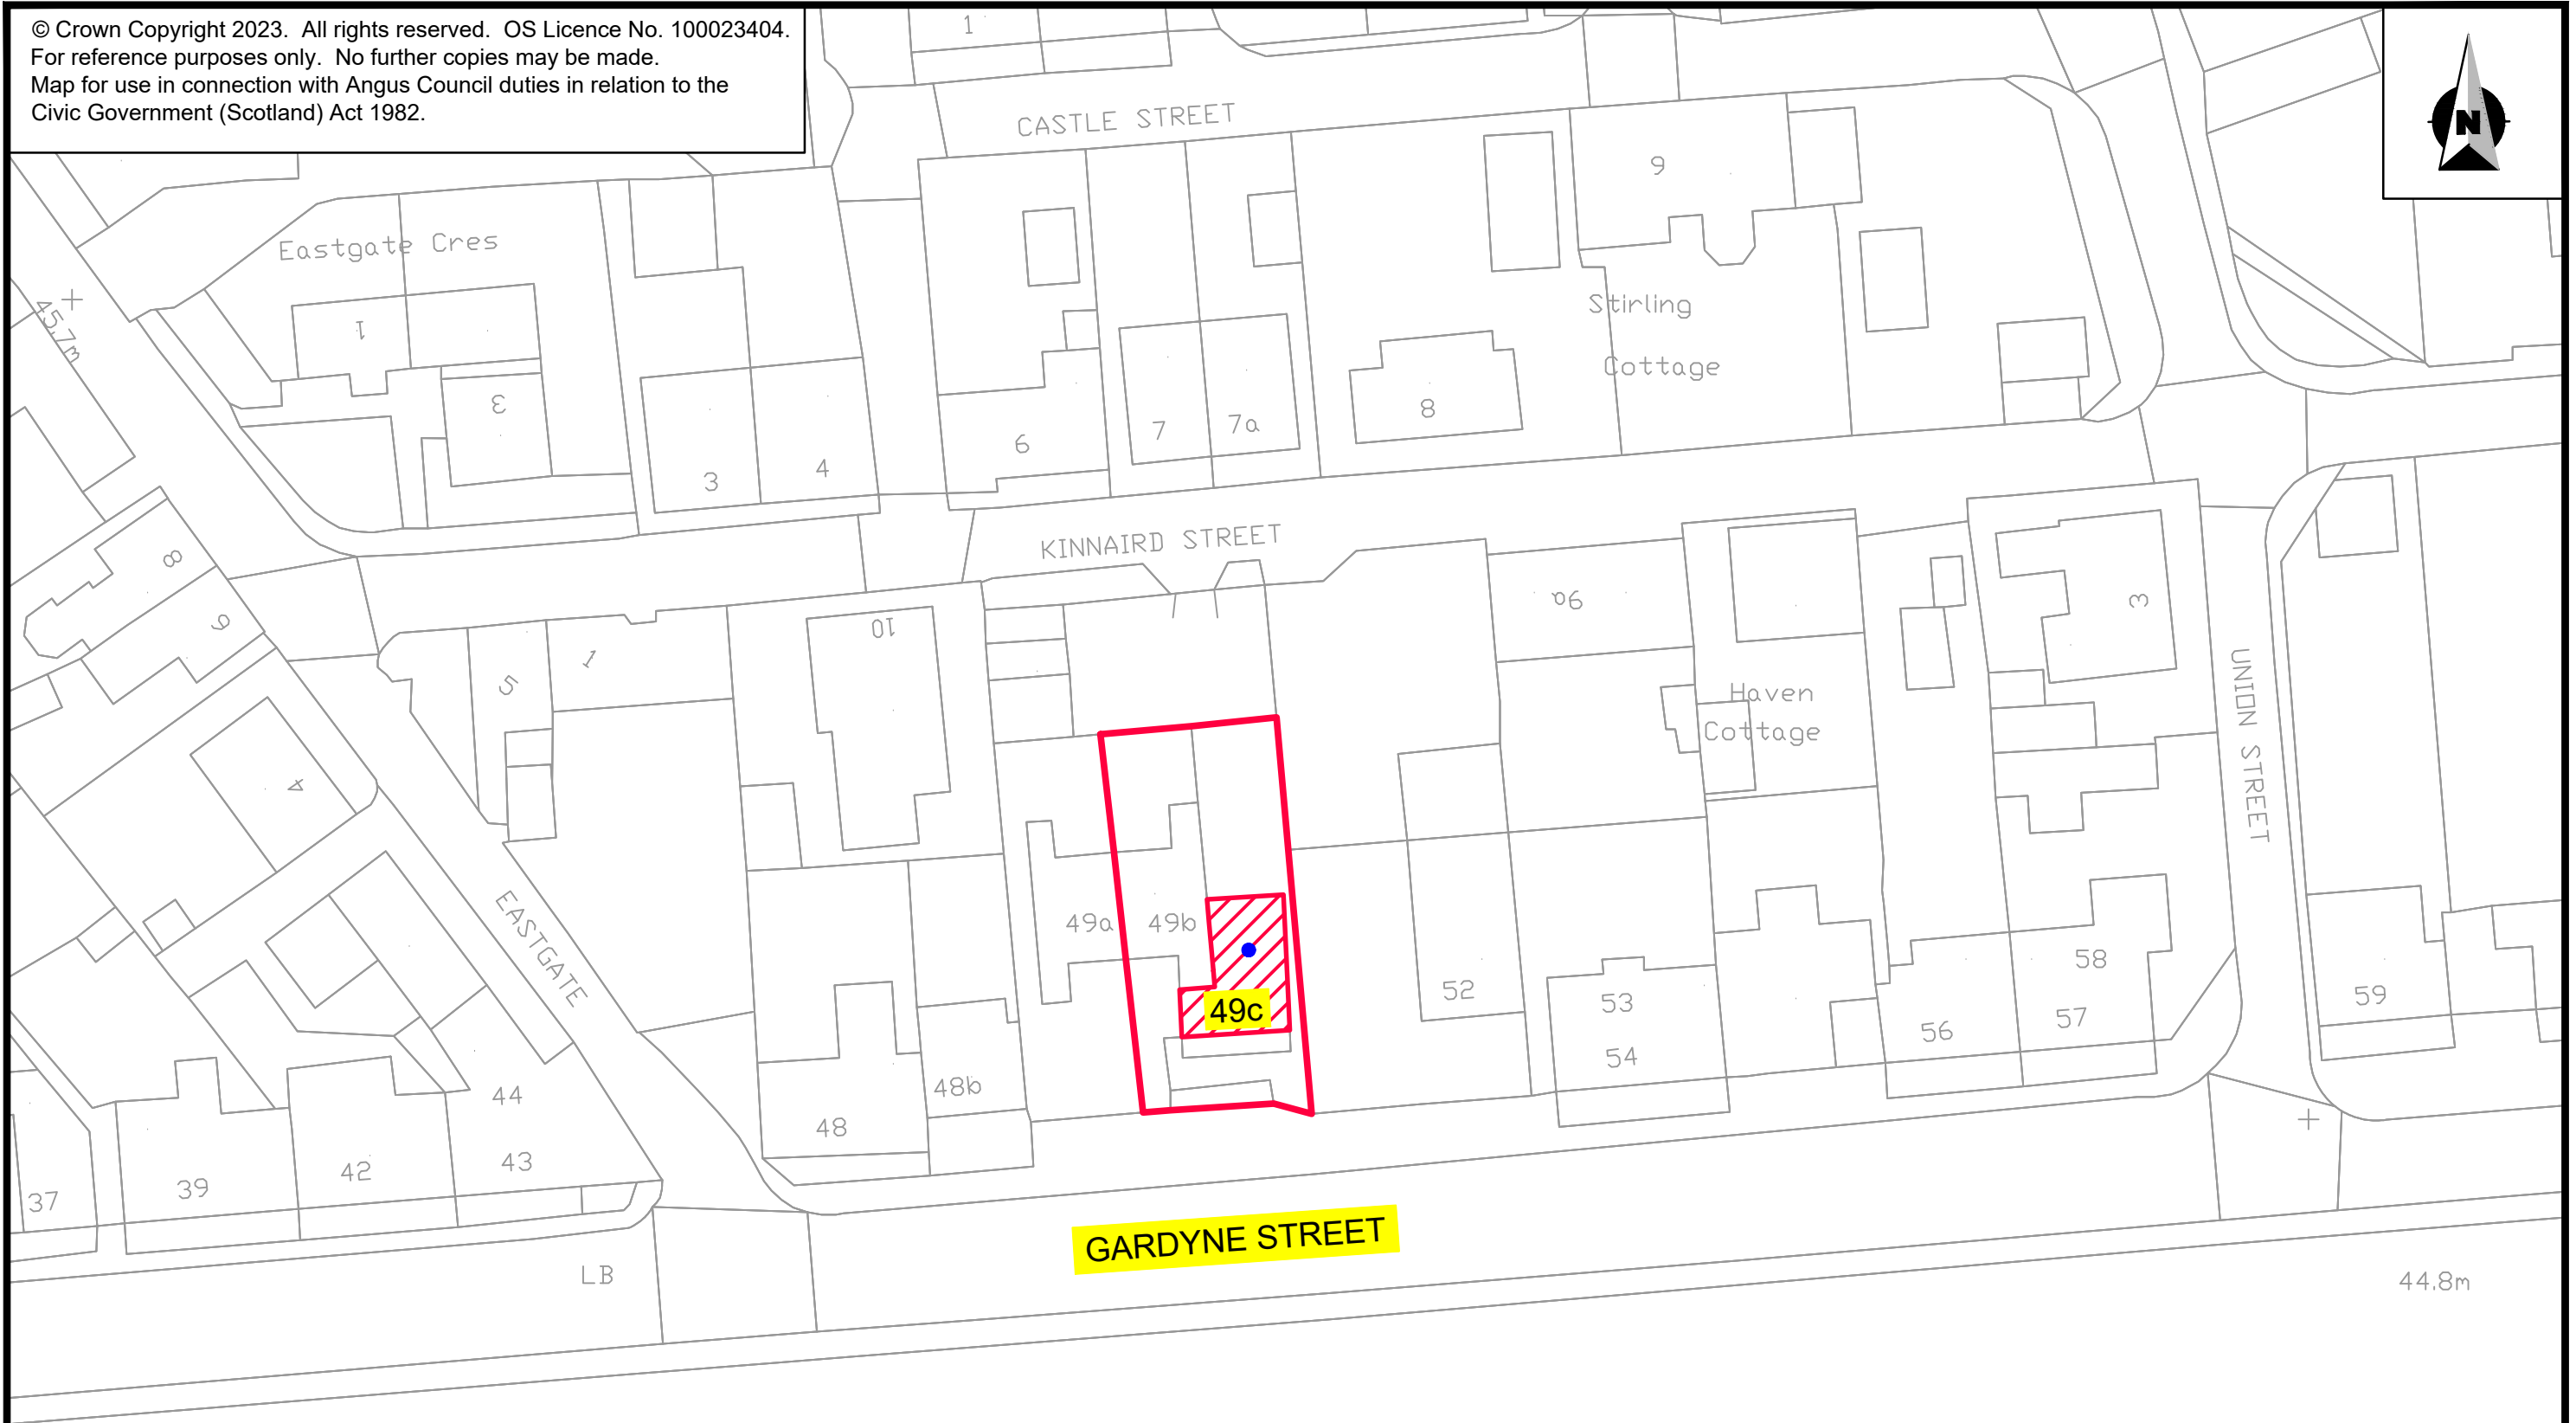 © Crown Copyright 2023. All rights reserved. OS Licence No. 100023404.
For reference purposes only. No further copies may be made.
Map for use in connection with Angus Council duties in relation to the
Civic Government (Scotland) Act 1982.
N
1
CASTLE STREET
9
Eastgate Cres
45.7m
1
Stirling
Cottage
3
8
7
7a
6
3
4
KINNAIRD STREET
8
6
10
1
5
9a
3
Haven
Cottage
UNION STREET
4
EASTGATE
49a
49b
49c
52
53
54
58
57
56
59
44
43
42
39
37
48
48b
GARDYNE STREET
LB
44.8m